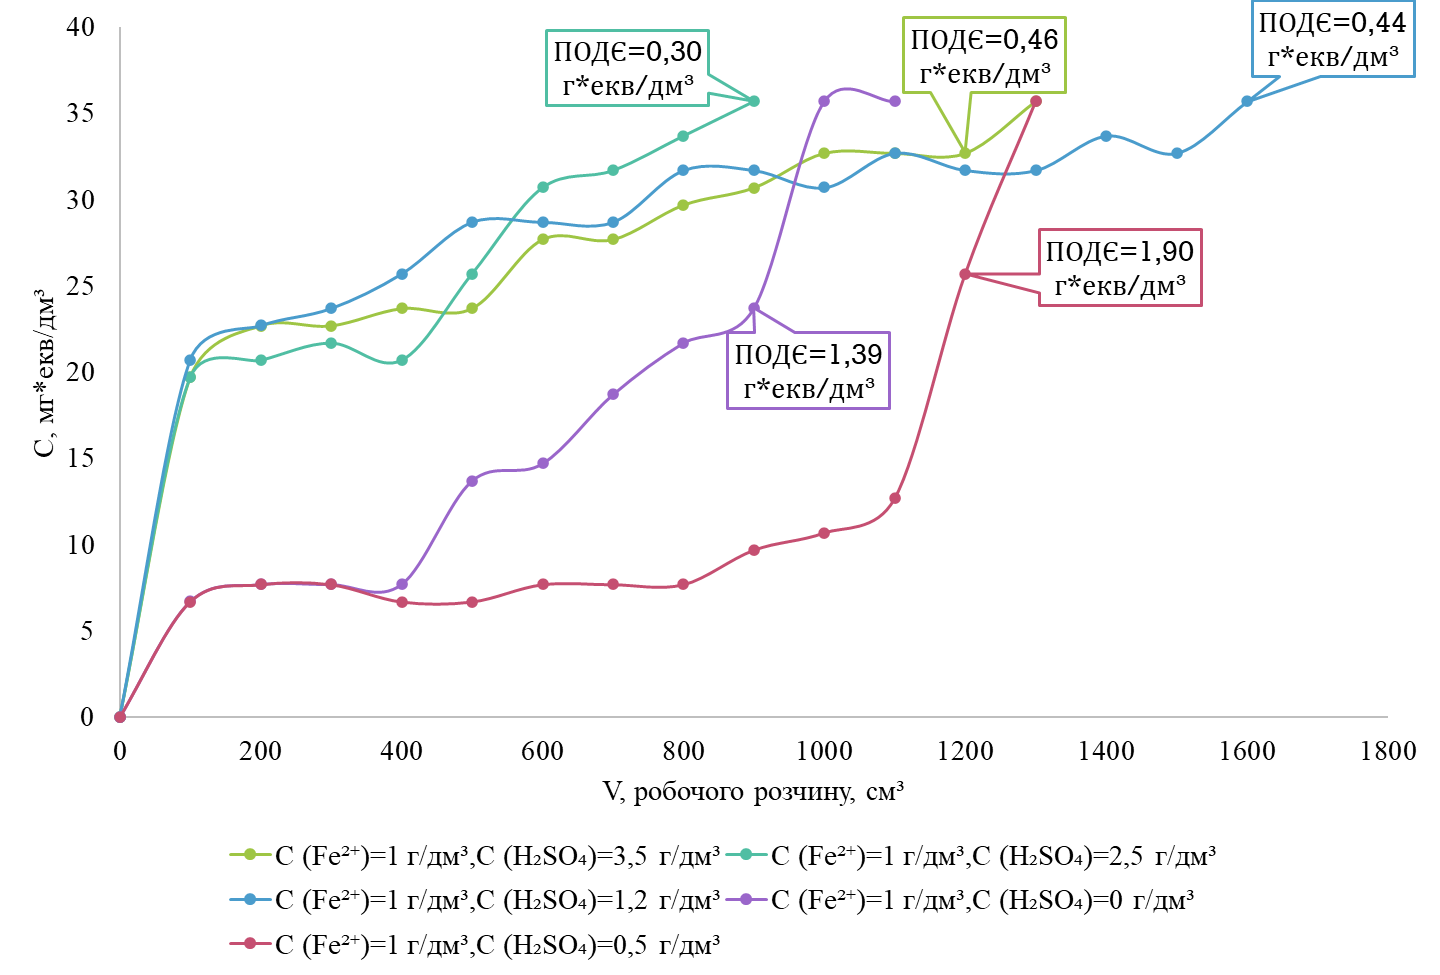 ПОДЄ=0,30
г*екв/дм³
ПОДЄ=0,46
г*екв/дм³
ПОДЄ=0,44
г*екв/дм³
ПОДЄ=1,90
г*екв/дм³
ПОДЄ=1,39
г*екв/дм³
40
35
30
25
20
15
10
5
0
С, мг*екв/дм³
0 200 400 600 800 1000 1200 1400 1600 1800
V, робочого розчину, см³
С (Fe²⁺)=1 г/дм³,С (H₂SO₄)=3,5 г/дм³
С (Fe²⁺)=1 г/дм³,С (H₂SO₄)=2,5 г/дм³
С (Fe²⁺)=1 г/дм³,С (H₂SO₄)=1,2 г/дм³
С (Fe²⁺)=1 г/дм³,С (H₂SO₄)=0 г/дм³
С (Fe²⁺)=1 г/дм³,С (H₂SO₄)=0,5 г/дм³